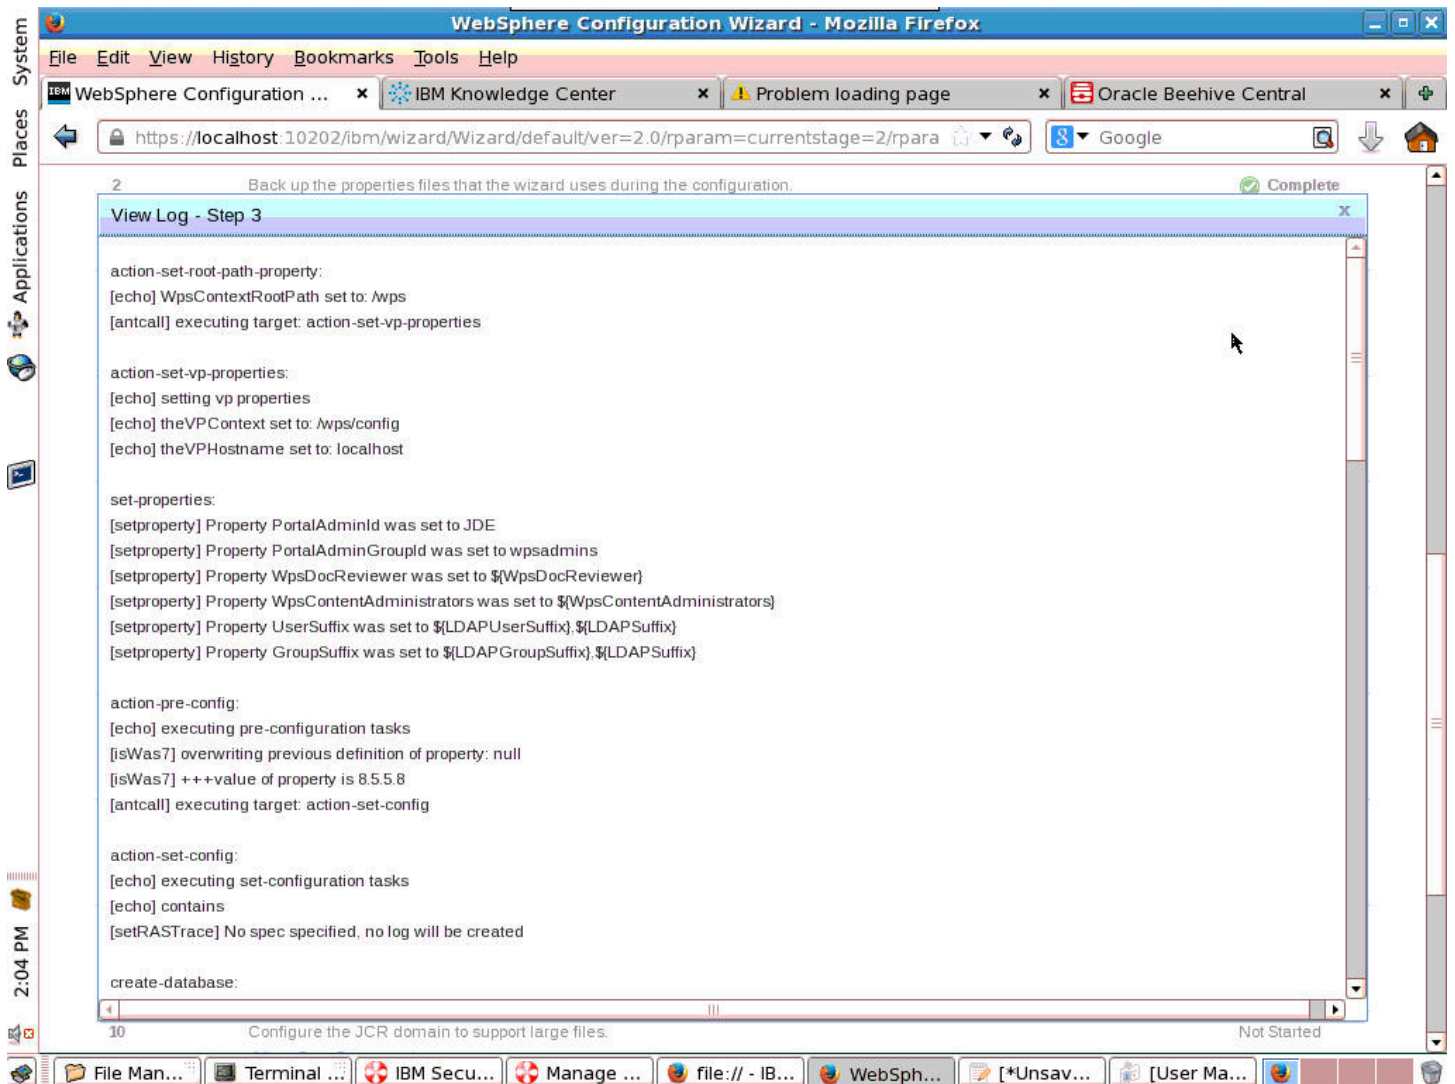 WebSphere Configuration Wizard - Mozilla Firefox
File Edit View History Bookmarks Tools Help
IBM WebSphere Configuration ... IBM Knowledge Center Problem loading page Oracle Beehive Central
https://localhost:10202/ibm/wizard/Wizard/default/ver=2.0/rparam=currentstage=2/rpara 8 Google
2 Back up the properties files that the wizard uses during the configuration. Complete
View Log - Step 3 x
action-set-root-path-property:
[echo] WpsContextRootPath set to: /wps
[antcall] executing target: action-set-vp-properties
action-set-vp-properties:
[echo] setting vp properties
[echo] theVPContext set to: /wps/config
[echo] theVPHostname set to: localhost
set-properties:
[setproperty] Property PortalAdminId was set to JDE
[setproperty] Property PortalAdminGroupId was set to wpsadmins
[setproperty] Property WpsDocReviewer was set to ${WpsDocReviewer}
[setproperty] Property WpsContentAdministrators was set to ${WpsContentAdministrators}
[setproperty] Property UserSuffix was set to ${LDAPUserSuffix},${LDAPSuffix}
[setproperty] Property GroupSuffix was set to ${LDAPGroupSuffix},${LDAPSuffix}
action-pre-config:
[echo] executing pre-configuration tasks
[isWas7] overwriting previous definition of property: null
[isWas7] +++value of property is 8.5.5.8
[antcall] executing target: action-set-config
action-set-config:
[echo] executing set-configuration tasks
[echo] contains
[setRASTrace] No spec specified, no log will be created
create-database:
10 Configure the JCR domain to support large files. Not Started
System
Places
Applications
2:04 PM
File Man... Terminal ... IBM Secu... Manage ... file:// - IB... WebSph... [*Unsav... [User Ma...